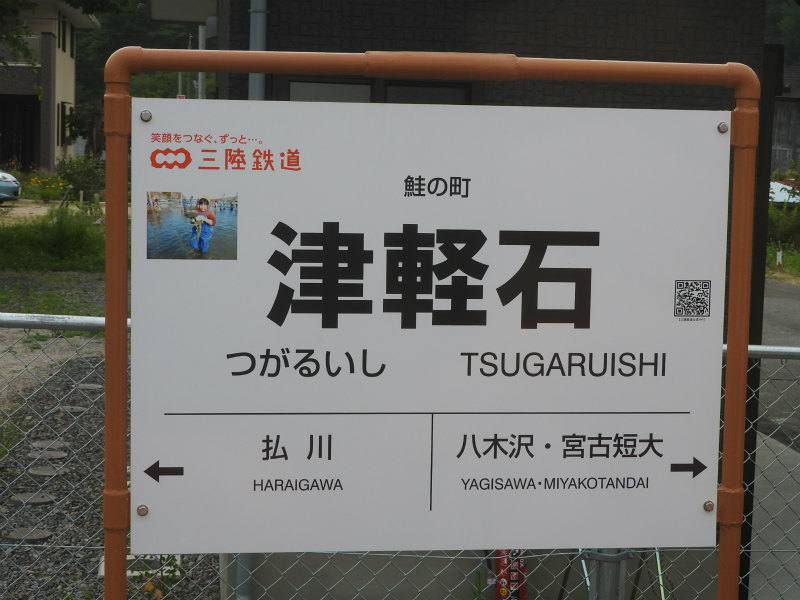 笑顔をつなぐ、ずっと…。
三陸鉄道
鮭の町
津軽石
つがるいし TSUGARUISHI
払川
HARAIGAWA
八木沢・宮古短大
YAGISAWA・MIYAKOTANDAI